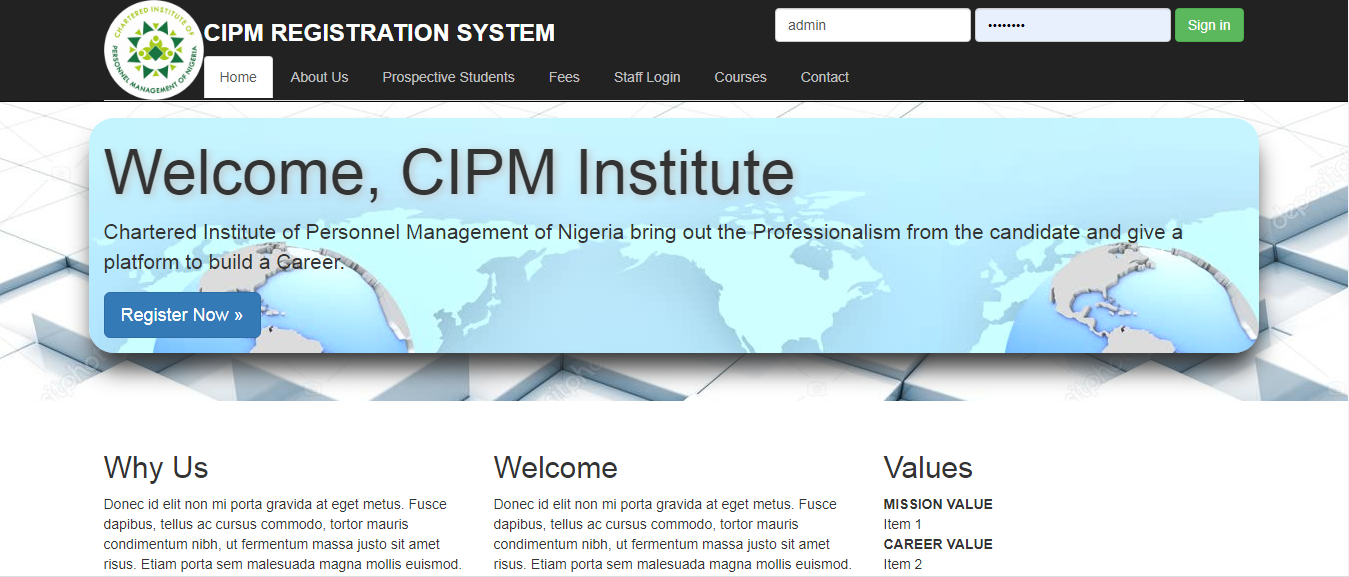 CHARTERED INSTITUTE OF
PERSONNEL MANAGEMENT OF NIGERIA
CIPM REGISTRATION SYSTEM
admin
••••••••
Sign in
Home
About Us
Prospective Students
Fees
Staff Login
Courses
Contact
Welcome, CIPM Institute
Chartered Institute of Personnel Management of Nigeria bring out the Professionalism from the candidate and give a
platform to build a Career.
Register Now »
Why Us
Donec id elit non mi porta gravida at eget metus. Fusce
dapibus, tellus ac cursus commodo, tortor mauris
condimentum nibh, ut fermentum massa justo sit amet
risus. Etiam porta sem malesuada magna mollis euismod.
Welcome
Donec id elit non mi porta gravida at eget metus. Fusce
dapibus, tellus ac cursus commodo, tortor mauris
condimentum nibh, ut fermentum massa justo sit amet
risus. Etiam porta sem malesuada magna mollis euismod.
Values
MISSION VALUE
Item 1
CAREER VALUE
Item 2